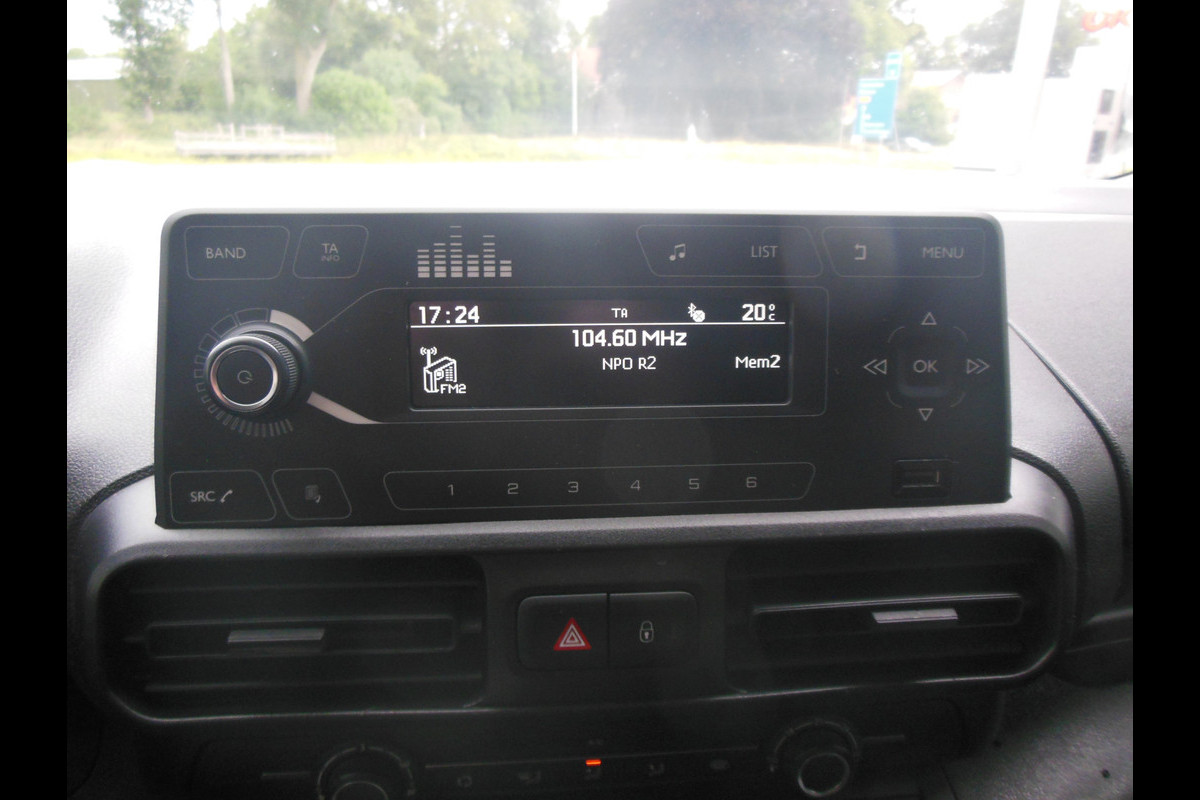 BAND
TA
INFO
LIST
MENU
17:24 TA 20°C
104.60 MHz
NPO R2 Mem2
FM2
OK
SRC
1 2 3 4 5 6